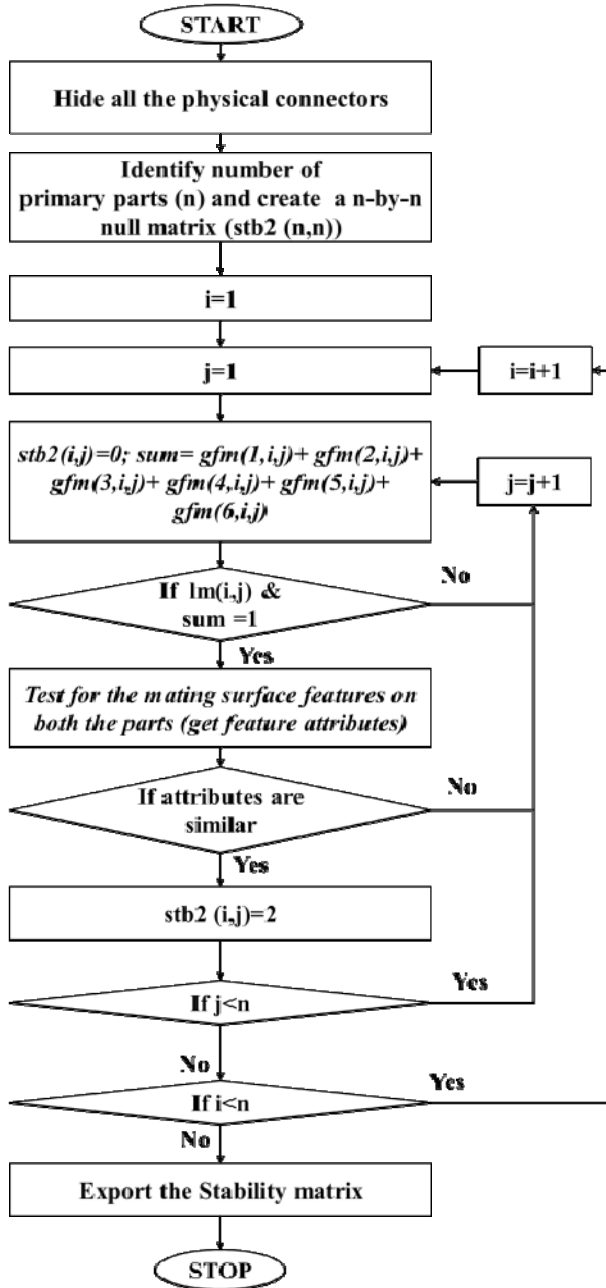 START
Hide all the physical connectors
Identify number of
primary parts (n) and create a n-by-n
null matrix (stb2 (n,n))
i=1
j=1
i=i+1
stb2(i,j)=0; sum= gfm(1,i,j)+ gfm(2,i,j)+
gfm(3,i,j)+ gfm(4,i,j)+ gfm(5,i,j)+
gfm(6,i,j)
j=j+1
If lm(i,j) &
sum =1
No
Yes
Test for the mating surface features on
both the parts (get feature attributes)
If attributes are
similar
No
Yes
stb2 (i,j)=2
If j<n
Yes
No
If i<n
Yes
No
Export the Stability matrix
STOP